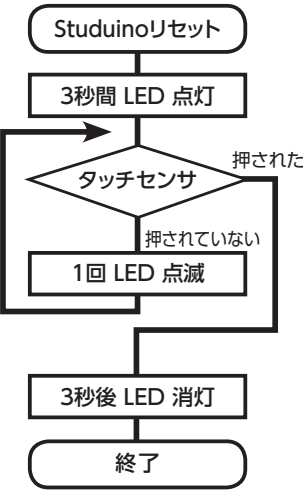 Studuinoリセット
3秒間 LED 点灯
タッチセンサ
押された
押されていない
1回 LED 点滅
3秒後 LED 消灯
終了